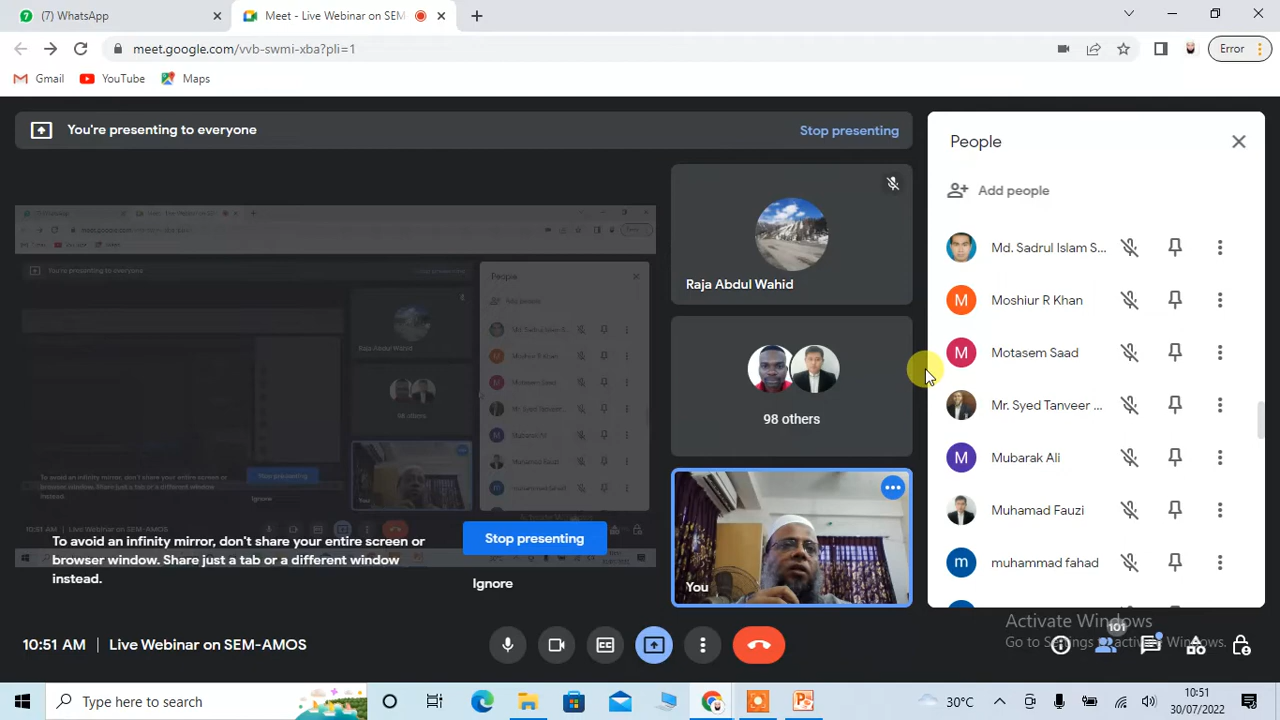 (7) WhatsApp
Meet - Live Webinar on SEM
meet.google.com/vvb-swmi-xba?pli=1
Error
Gmail
YouTube
Maps
You're presenting to everyone
Stop presenting
People
Add people
Raja Abdul Wahid
98 others
You
Md. Sadrul Islam S...
Moshiur R Khan
Motasem Saad
Mr. Syed Tanveer ...
Mubarak Ali
Muhamad Fauzi
muhammad fahad
To avoid an infinity mirror, don't share your entire screen or
browser window. Share just a tab or a different window
instead.
Stop presenting
Ignore
Activate Windows
Go to Settings to activate Windows.
10:51 AM | Live Webinar on SEM-AMOS
101
Type here to search
30°C
10:51
30/07/2022